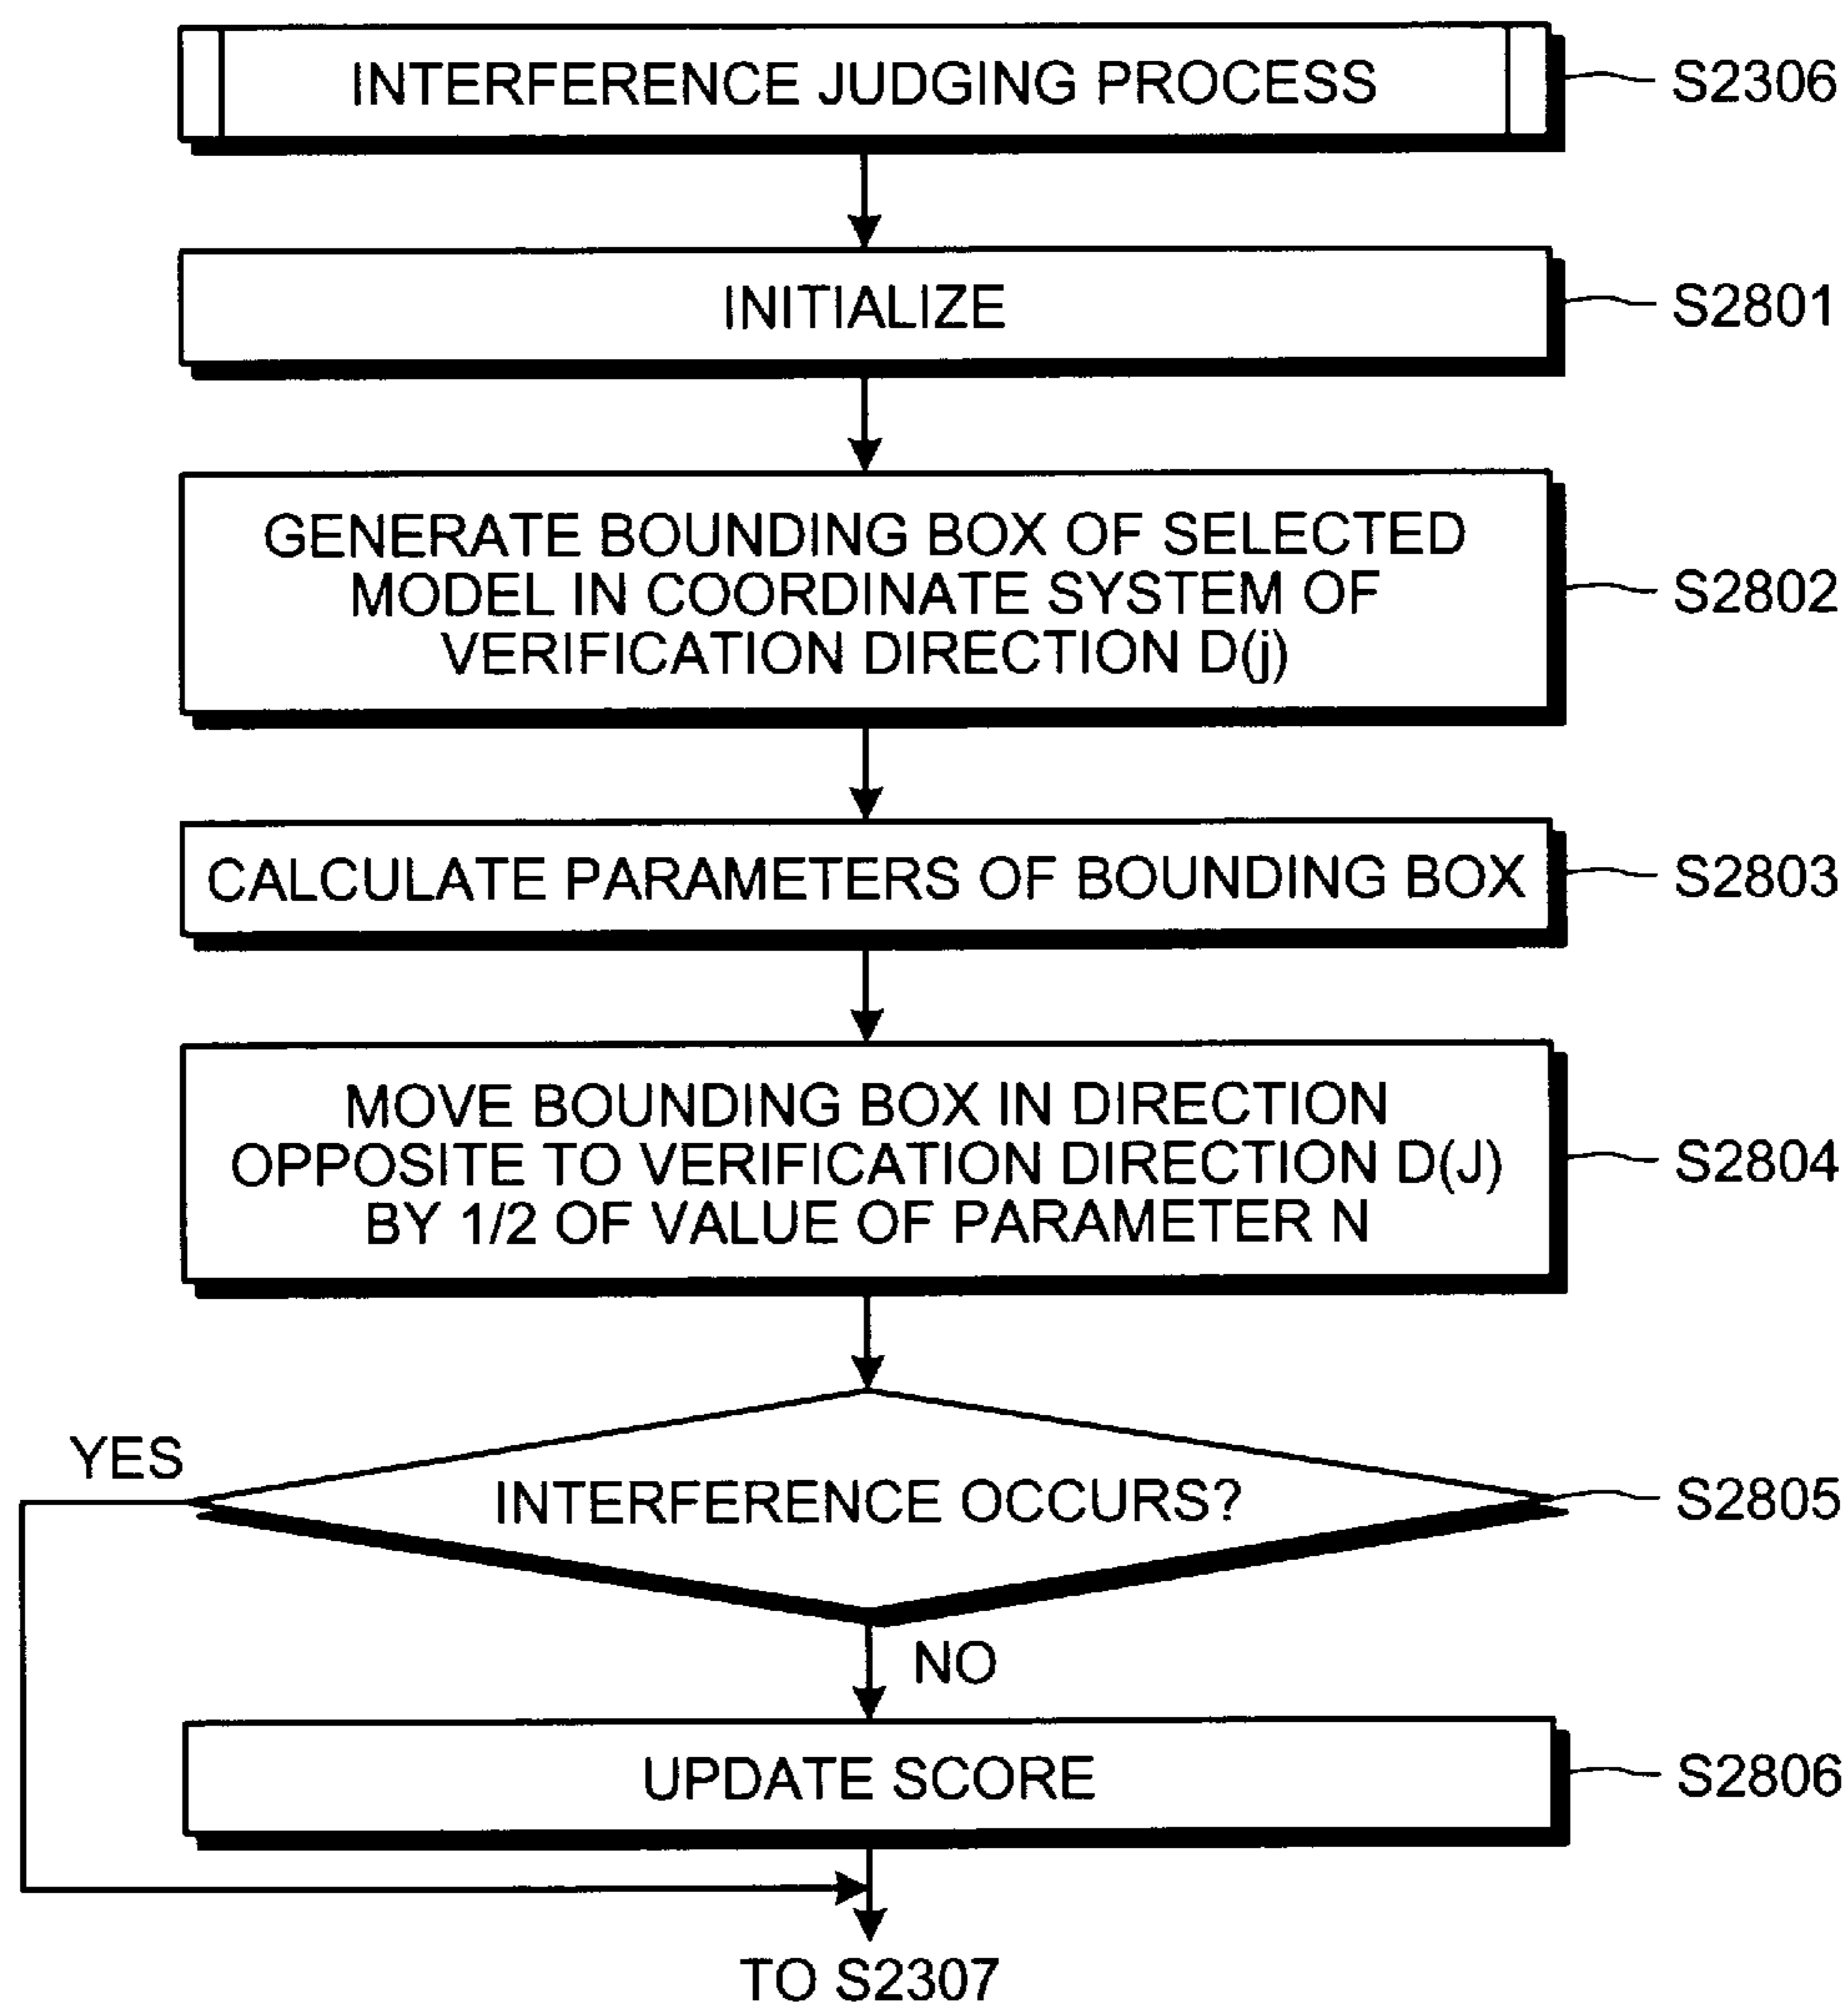 INTERFERENCE JUDGING PROCESS
S2306
INITIALIZE
S2801
GENERATE BOUNDING BOX OF SELECTED
MODEL IN COORDINATE SYSTEM OF
VERIFICATION DIRECTION D(j)
S2802
CALCULATE PARAMETERS OF BOUNDING BOX
S2803
MOVE BOUNDING BOX IN DIRECTION
OPPOSITE TO VERIFICATION DIRECTION D(J)
BY 1/2 OF VALUE OF PARAMETER N
S2804
YES
INTERFERENCE OCCURS?
S2805
NO
UPDATE SCORE
S2806
TO S2307